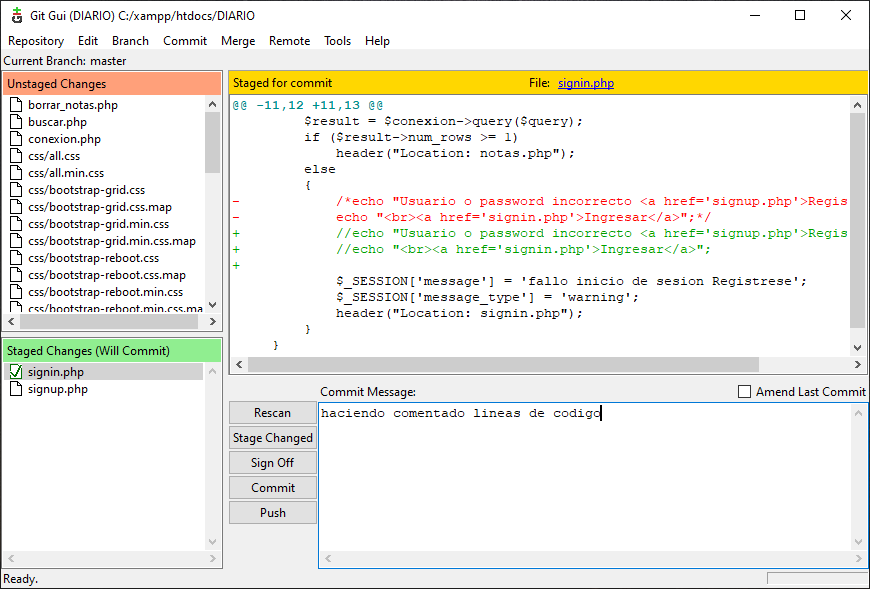 Git Gui (DIARIO) C:/xampp/htdocs/DIARIO
Repository Edit Branch Commit Merge Remote Tools Help
Current Branch: master
Unstaged Changes
borrar_notas.php
buscar.php
conexion.php
css/all.css
css/all.min.css
css/bootstrap-grid.css
css/bootstrap-grid.css.map
css/bootstrap-grid.min.css
css/bootstrap-grid.min.css.map
css/bootstrap-reboot.css
css/bootstrap-reboot.css.map
css/bootstrap-reboot.min.css
css/bootstrap-reboot.min.css.ma
Staged Changes (Will Commit)
signin.php
signup.php
Staged for commit File: signin.php
@@ -11,12 +11,13 @@
$result = $conexion->query($query);
if ($result->num_rows >= 1)
header("Location: notas.php");
else
{
- /*echo "Usuario o password incorrecto <a href='signup.php'>Regis
- echo "<br><a href='signin.php'>Ingresar</a>";*/
+ //echo "Usuario o password incorrecto <a href='signup.php'>Regis
+ //echo "<br><a href='signin.php'>Ingresar</a>";
+
$_SESSION['message'] = 'fallo inicio de sesion Registrese';
$_SESSION['message_type'] = 'warning';
header("Location: signin.php");
}
}
Commit Message: Amend Last Commit
Rescan
Stage Changed
Sign Off
Commit
Push
haciendo comentado lineas de codigo
Ready.